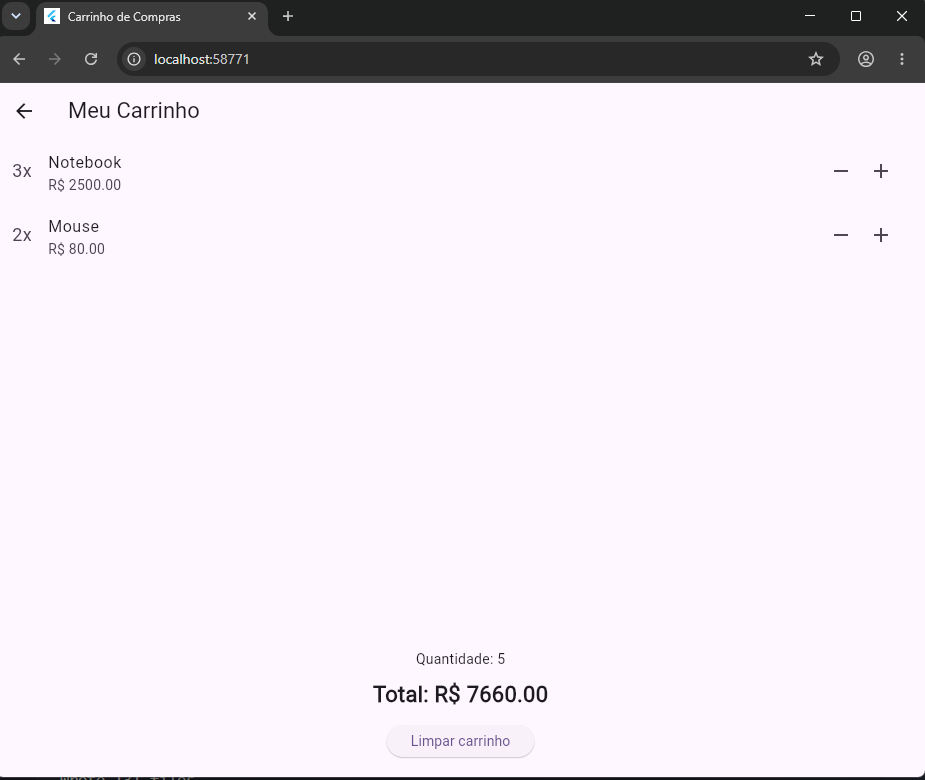 Carrinho de Compras
localhost:58771
Meu Carrinho
3x
Notebook
R$ 2500.00
2x
Mouse
R$ 80.00
Quantidade: 5
Total: R$ 7660.00
Limpar carrinho